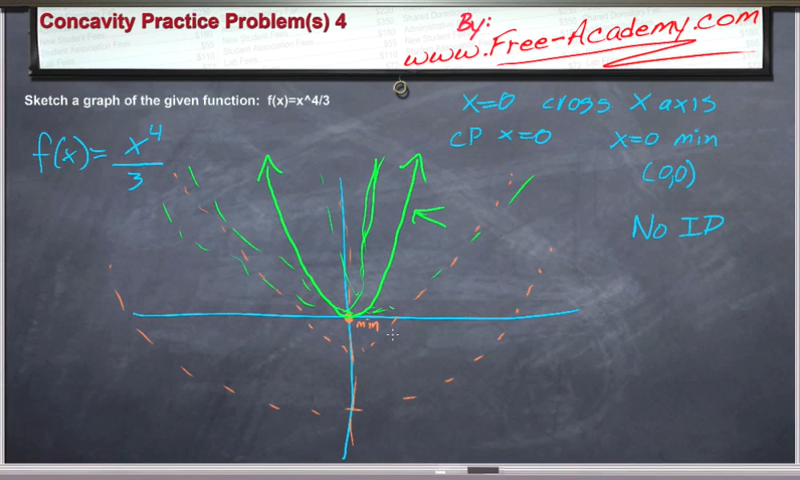 Concavity Practice Problem(s) 4
By:
www.Free-Academy.com
Sketch a graph of the given function: f(x)=x^4/3
f(x)= x^4
3
X=0 cross X axis
CP x=0
x=0 min
(0,0)
No ID
min